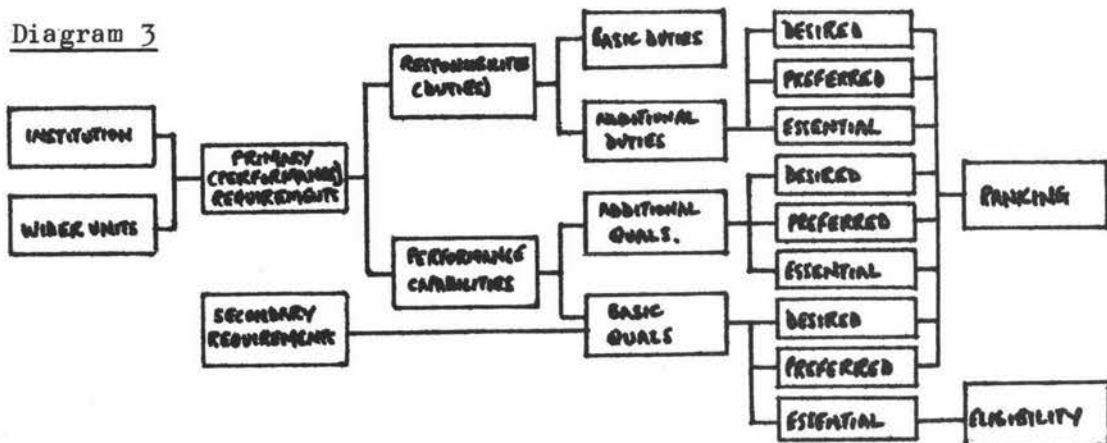 Diagram 3
INSTITUTION
WIDER UNITS
PRIMARY
(PERFORMANCE)
REQUIREMENTS
SECONDARY
REQUIREMENTS
RESPONSIBILITIES
(DUTIES)
PERFORMANCE
CAPABILITIES
BASIC DUTIES
ADDITIONAL
DUTIES
ADDITIONAL
QUALS.
BASIC
QUALS
DESIRED
PREFERRED
ESSENTIAL
DESIRED
PREFERRED
ESSENTIAL
DESIRED
PREFERRED
ESSENTIAL
RANKING
ELIGIBILITY